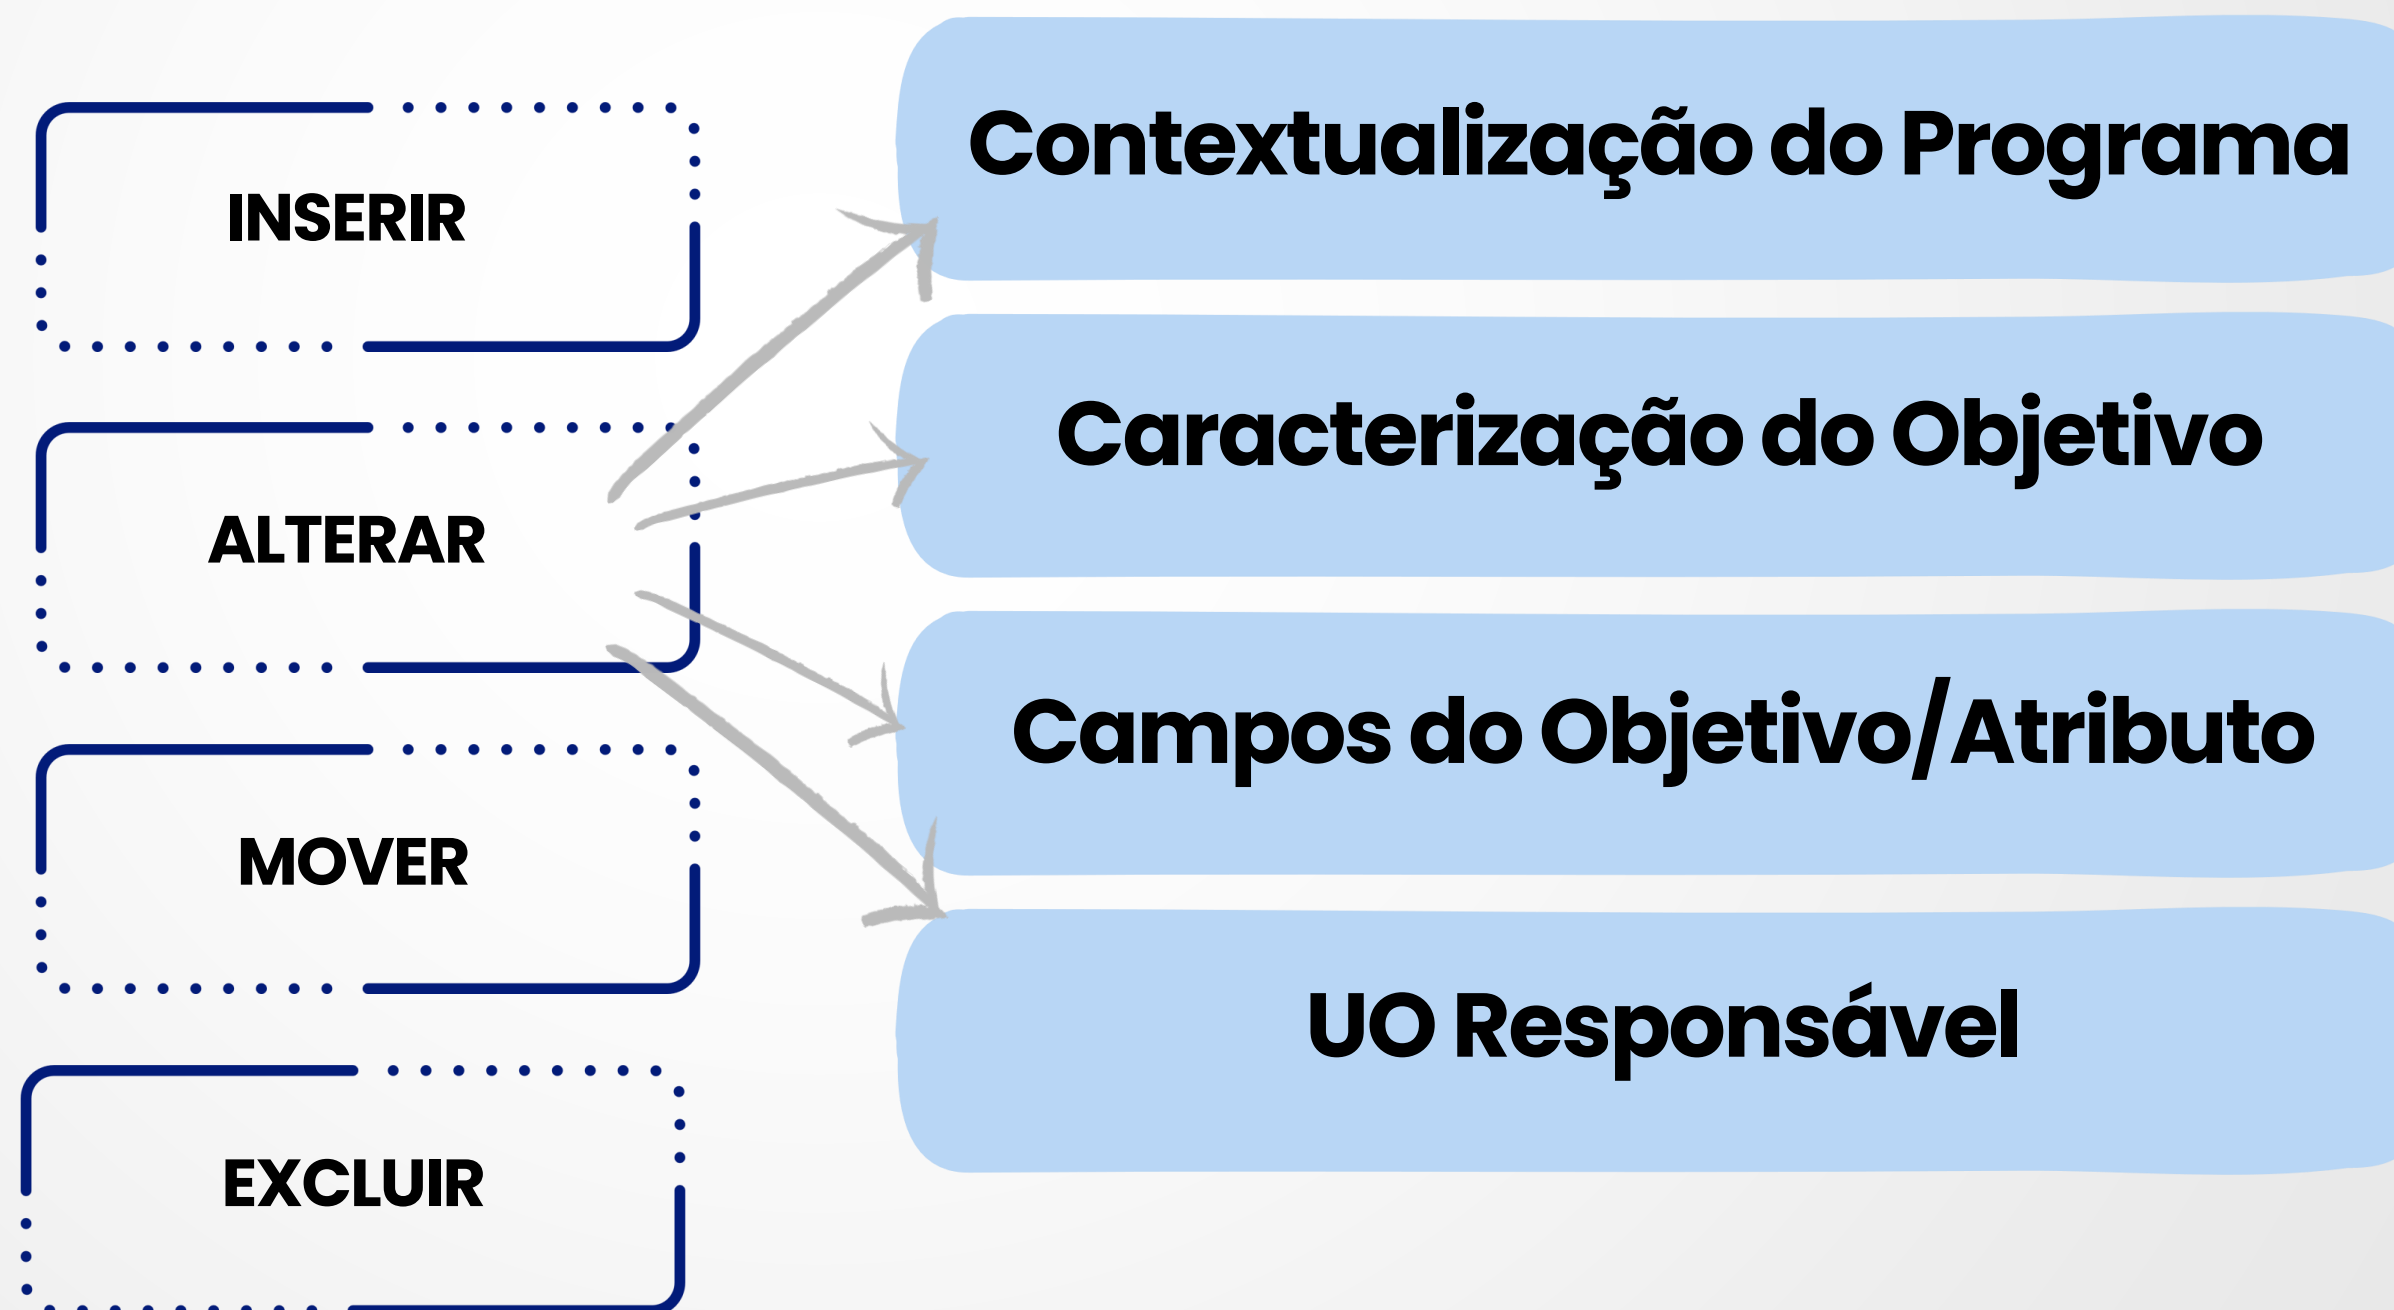 INSERIR
ALTERAR
MOVER
EXCLUIR
Contextualização do Programa
Caracterização do Objetivo
Campos do Objetivo/Atributo
UO Responsável